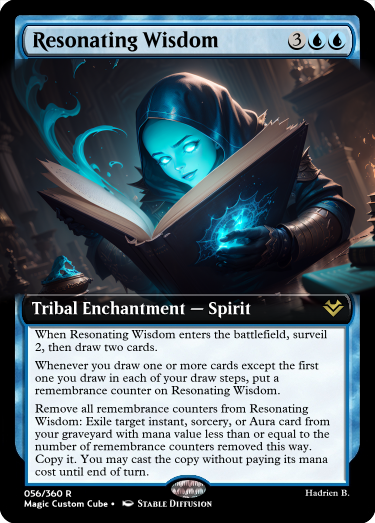 Resonating Wisdom 3
Tribal Enchantment — Spirit
When Resonating Wisdom enters the battlefield, surveil
2, then draw two cards.
Whenever you draw one or more cards except the first
one you draw in each of your draw steps, put a
remembrance counter on Resonating Wisdom.
Remove all remembrance counters from Resonating
Wisdom: Exile target instant, sorcery, or Aura card from
your graveyard with mana value less than or equal to the
number of remembrance counters removed this way.
Copy it. You may cast the copy without paying its mana
cost until end of turn.
056/360 R
Hadrien B.
Magic Custom Cube • Stable Diffusion